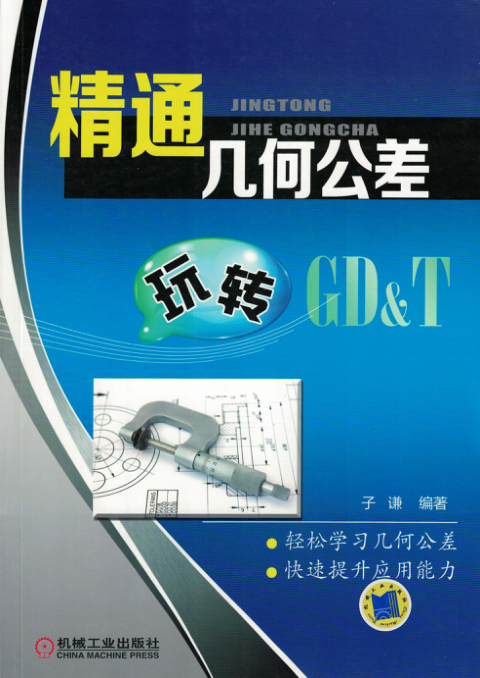 精通
JINGTONG
JIHE GONGCHA
几何公差
玩转
GD&T
子谦 编著
轻松学习几何公差
快速提升应用能力
机械工业出版社
CHINA MACHINE PRESS